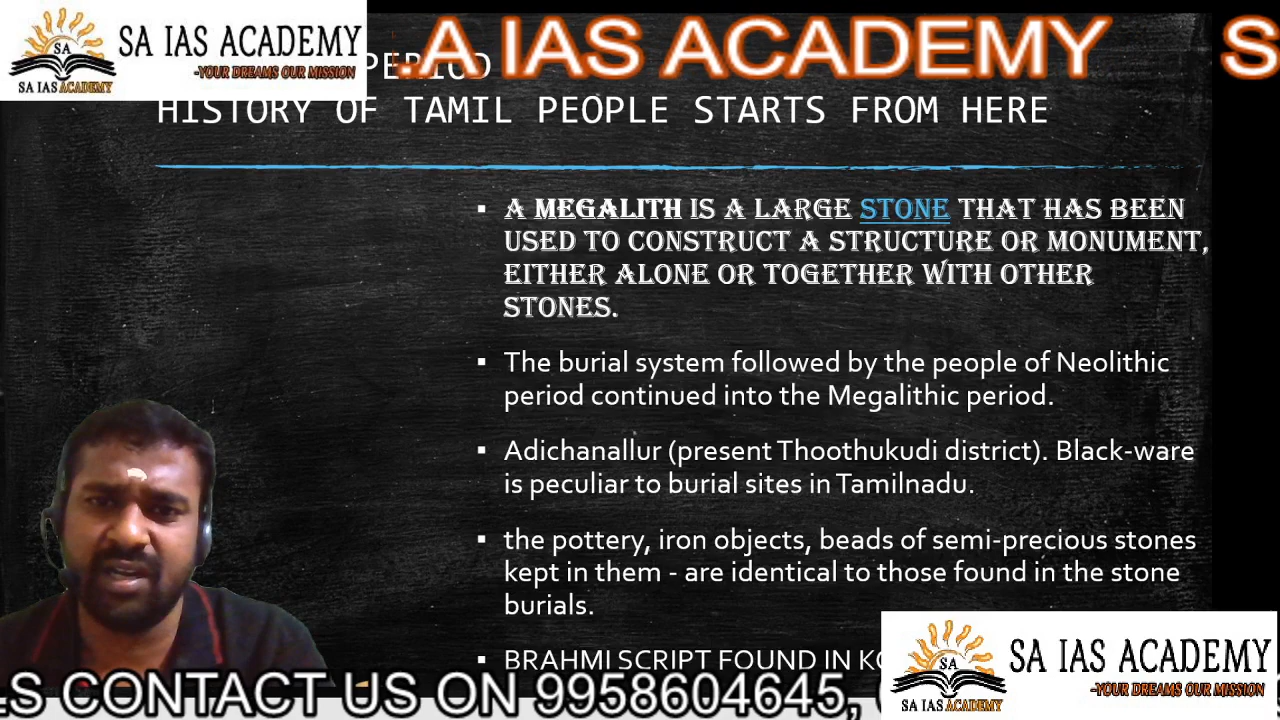 SA IAS ACADEMY
-YOUR DREAMS OUR MISSION
SA
SA IAS ACADEMY
.A IAS ACADEMY S
PERIOD
HISTORY OF TAMIL PEOPLE STARTS FROM HERE
▪ A MEGALITH IS A LARGE STONE THAT HAS BEEN
USED TO CONSTRUCT A STRUCTURE OR MONUMENT,
EITHER ALONE OR TOGETHER WITH OTHER
STONES.
▪ The burial system followed by the people of Neolithic
period continued into the Megalithic period.
▪ Adichanallur (present Thoothukudi district). Black-ware
is peculiar to burial sites in Tamilnadu.
▪ the pottery, iron objects, beads of semi-precious stones
kept in them - are identical to those found in the stone
burials.
▪ BRAHMI SCRIPT FOUND IN
SA IAS ACADEMY
-YOUR DREAMS OUR MISSION
SA
SA IAS ACADEMY
LS CONTACT US ON 9958604645,